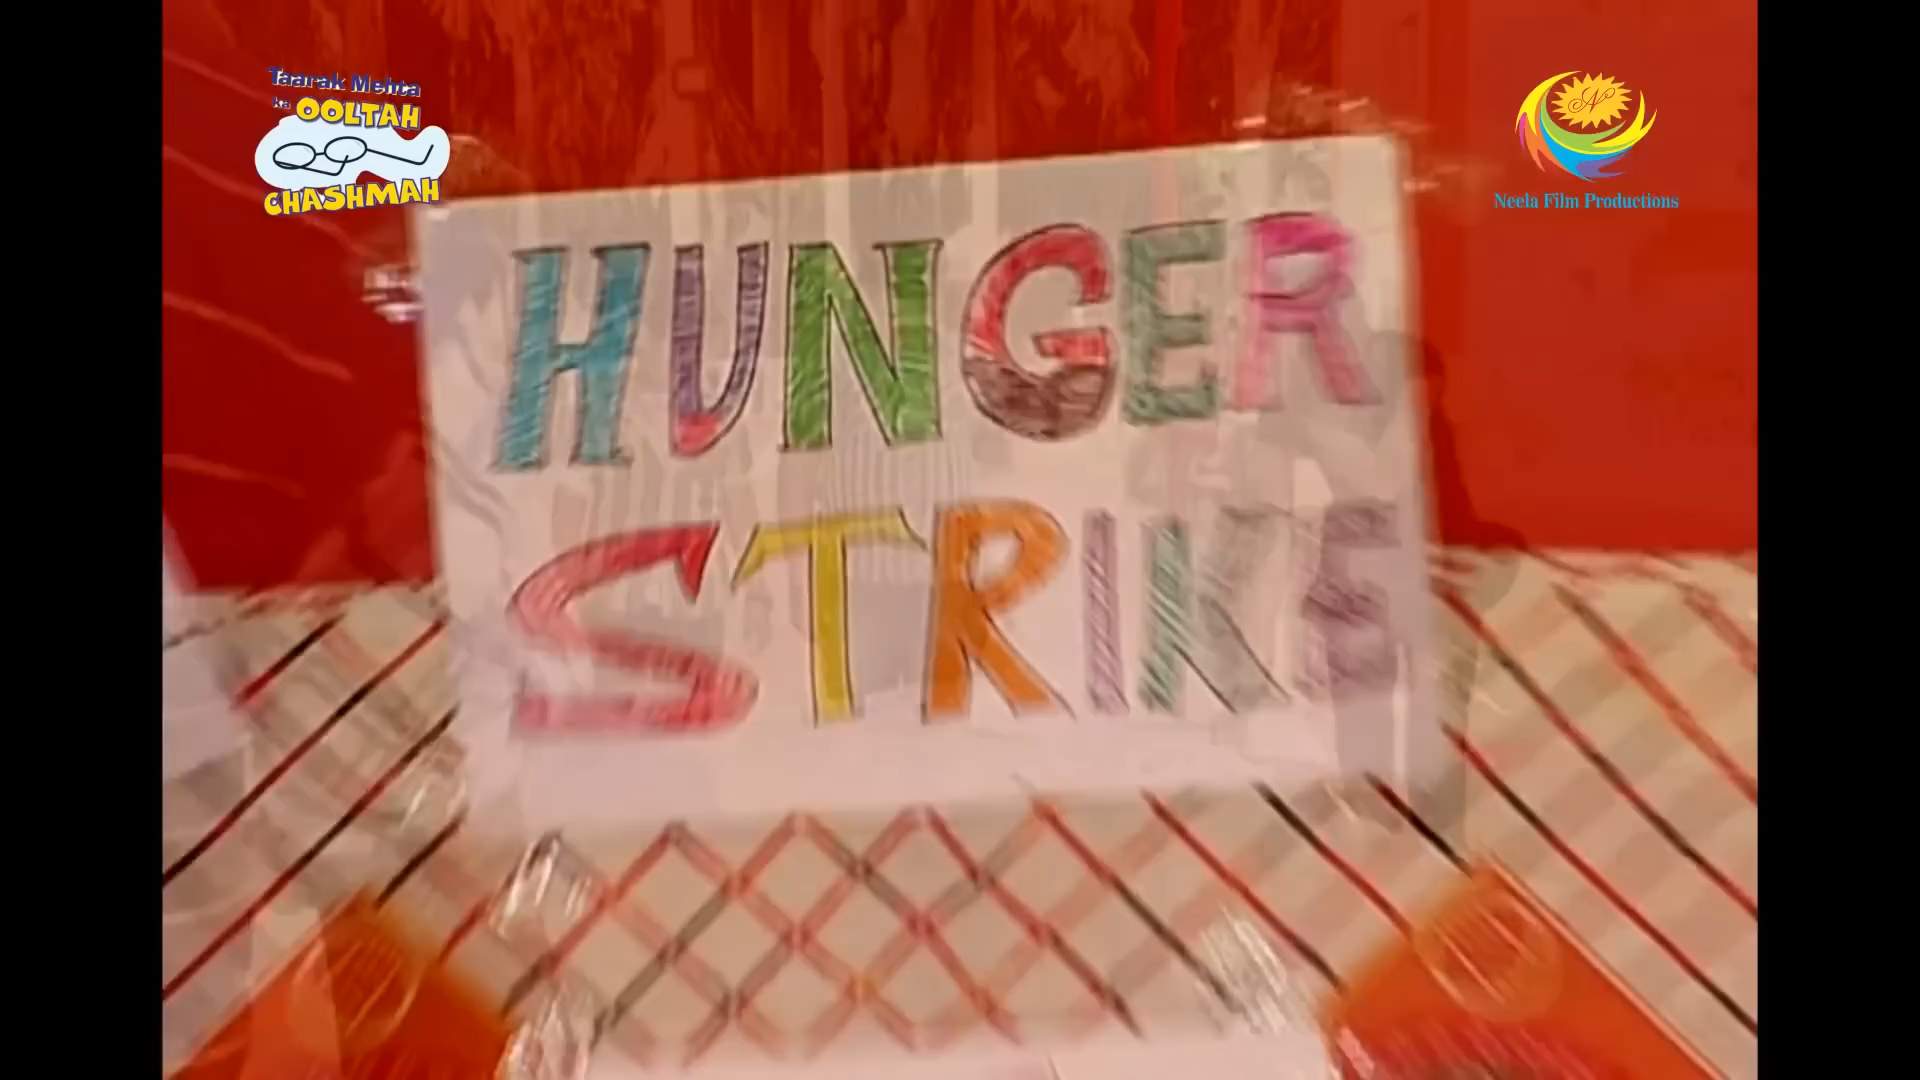 Taarak Mehta
ka OOLTAH
CHASHMAH
N
Neela Film Productions
HUNGER
STRIKE